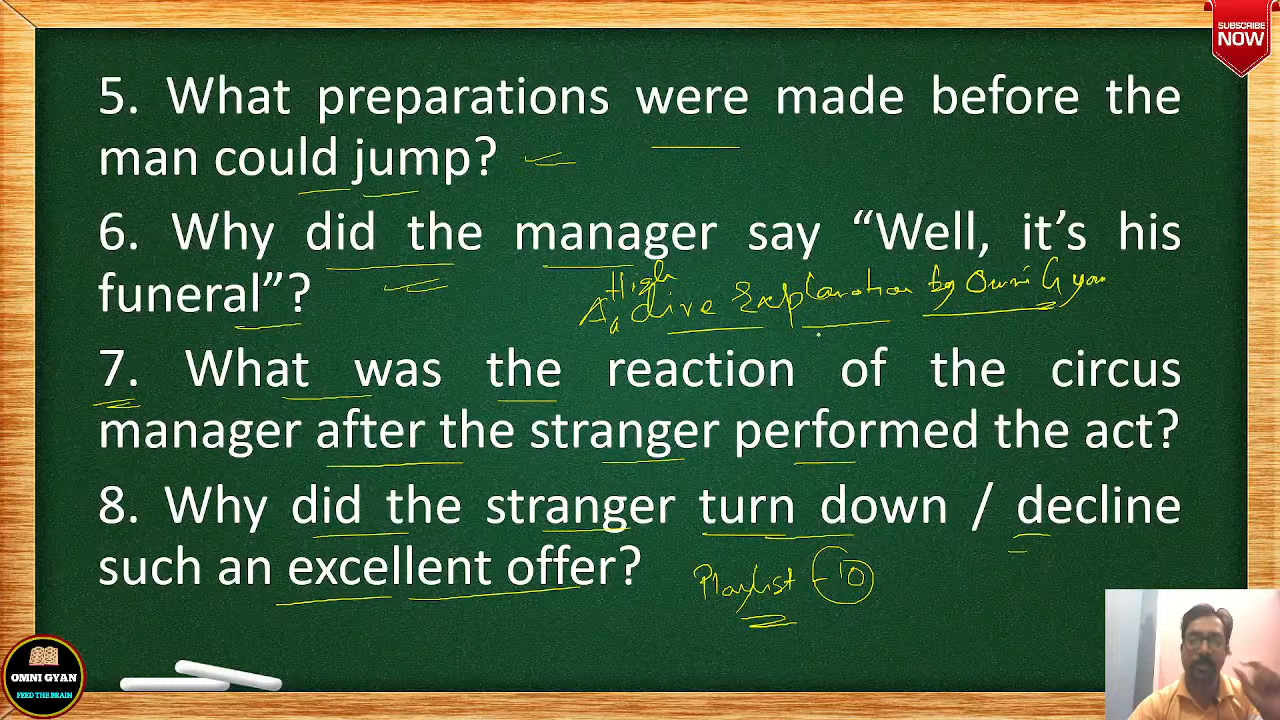 SUBSCRIBE
NOW
5. What preparations were made before the
man could jump?
6. Why did the manager say “Well, it’s his
funeral”?
High
A dive Explanation by Omni Gyan
7. What was the reaction of the circus
manager after the stranger performed the act?
8. Why did the stranger turn down / decline
such an excellent offer?
Playlist - 10
OMNI GYAN
FEED THE BRAIN